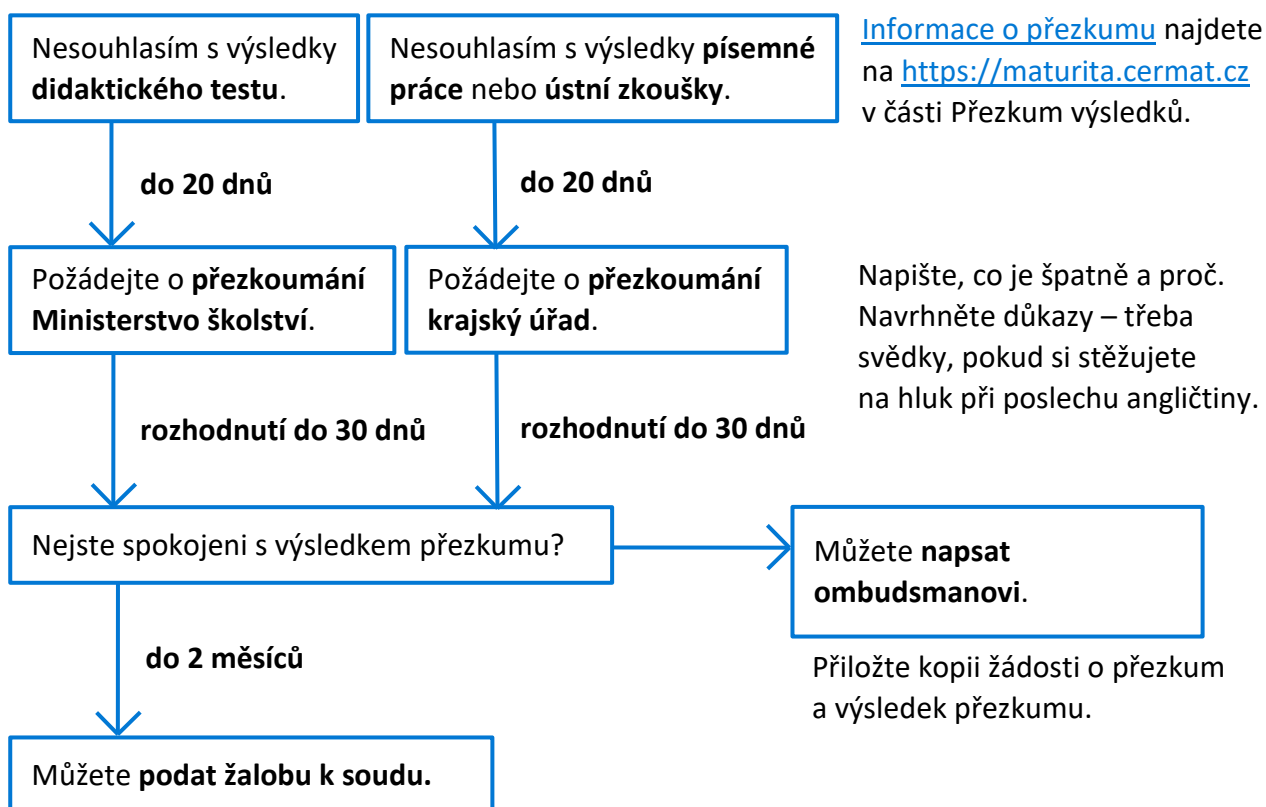 Nesouhlasím s výsledky
didaktického testu.
Nesouhlasím s výsledky písemné
práce nebo ústní zkoušky.
Informace o přezkumu najdete
na https://maturita.cermat.cz
v části Přezkum výsledků.
do 20 dnů
do 20 dnů
Požádejte o přezkoumání
Ministerstvo školství.
Požádejte o přezkoumání
krajský úřad.
Napište, co je špatně a proč.
Navrhněte důkazy – třeba
svědky, pokud si stěžujete
na hluk při poslechu angličtiny.
rozhodnutí do 30 dnů
rozhodnutí do 30 dnů
Nejste spokojeni s výsledkem přezkumu?
Můžete napsat
ombudsmanovi.
do 2 měsíců
Přiložte kopii žádosti o přezkum
a výsledek přezkumu.
Můžete podat žalobu k soudu.